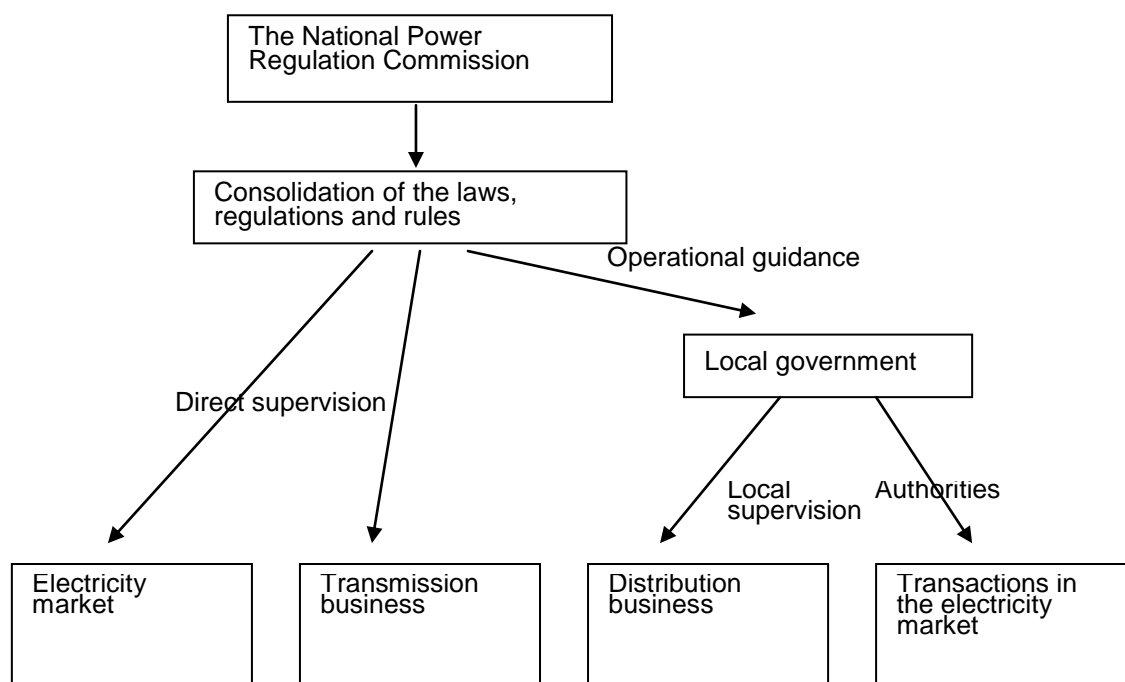 The National Power
Regulation Commission
Consolidation of the laws,
regulations and rules
Operational guidance
Local government
Direct supervision
Local
supervision
Authorities
Electricity
market
Transmission
business
Distribution
business
Transactions in
the electricity
market